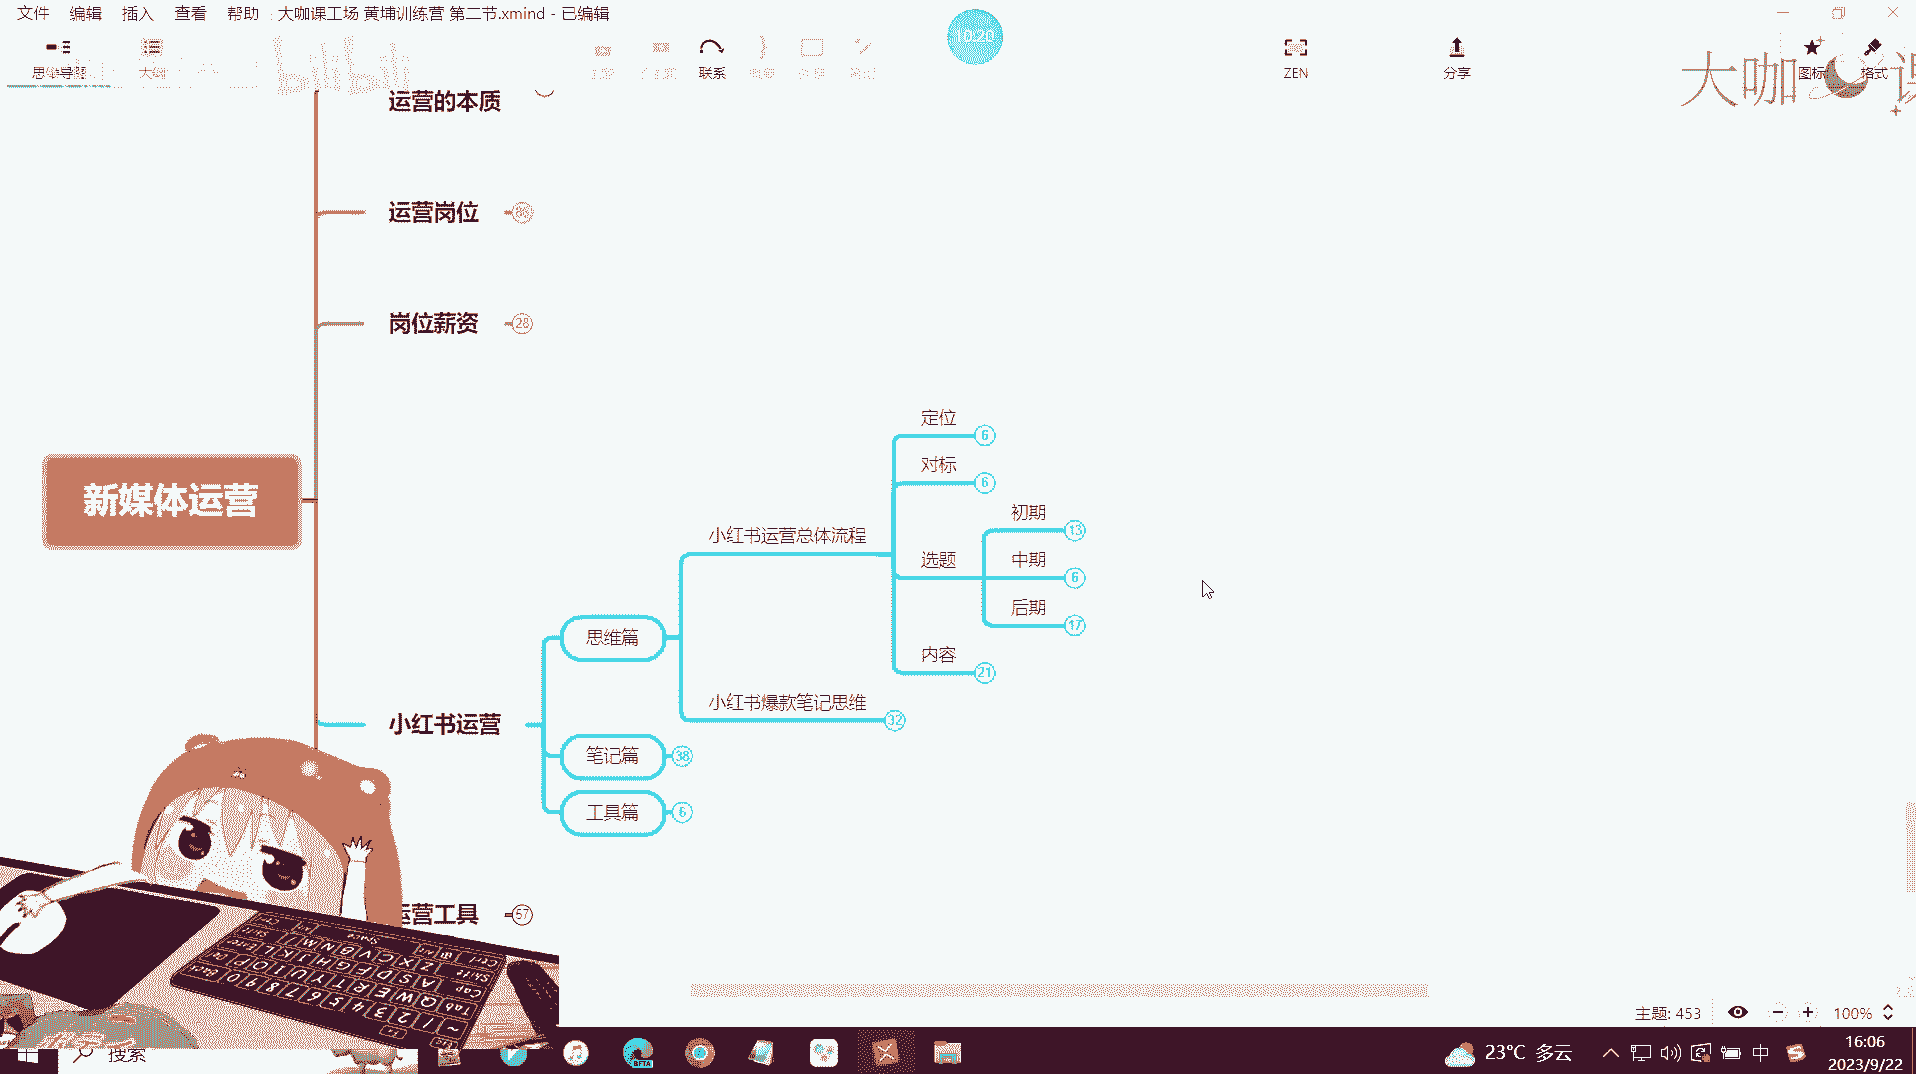 文件 编辑 插入 查看 帮助 大咖课工场 黄埔训练营 第二节.xmind - 已编辑
10:20
思维导图 大纲 bilibili 联系 ZEN 分享 图标 格式
大咖 课
运营的本质
运营岗位
岗位薪资 28
定位 6
对标 6
初期 13
小红书运营总体流程
选题
中期 6
后期 17
新媒体运营
思维篇
内容 21
小红书爆款笔记思维 32
小红书运营
笔记篇 38
工具篇 6
运营工具 57
主题: 453 100%
搜索
BETA
23°C 多云 中
16:06
2023/9/22